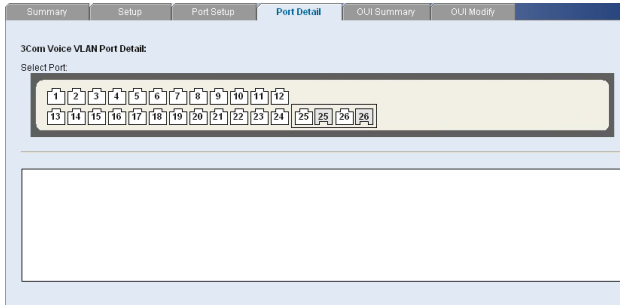 Summary Setup Port Setup Port Detail OUI Summary OUI Modify
3Com Voice VLAN Port Detail:
Select Port:
1 2 3 4 5 6 7 8 9 10 11 12
13 14 15 16 17 18 19 20 21 22 23 24 25 25 26 26